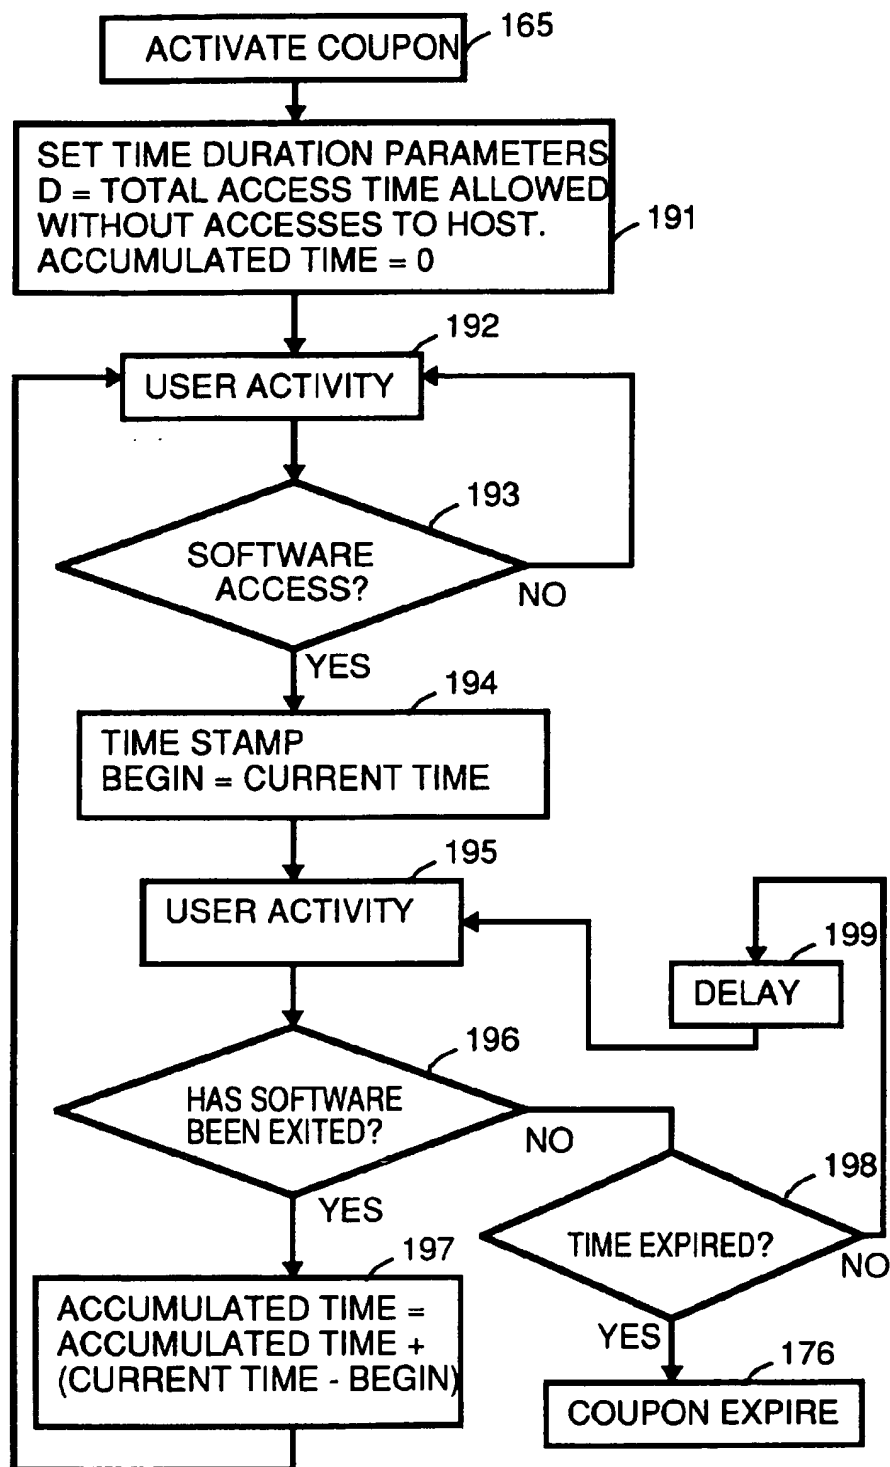 ACTIVATE COUPON
165
SET TIME DURATION PARAMETERS
D = TOTAL ACCESS TIME ALLOWED
WITHOUT ACCESSES TO HOST.
ACCUMULATED TIME = 0
191
192
USER ACTIVITY
193
SOFTWARE
ACCESS?
NO
YES
194
TIME STAMP
BEGIN = CURRENT TIME
195
USER ACTIVITY
199
DELAY
196
HAS SOFTWARE
BEEN EXITED?
NO
YES
198
TIME EXPIRED?
NO
YES
197
ACCUMULATED TIME =
ACCUMULATED TIME +
(CURRENT TIME - BEGIN)
176
COUPON EXPIRE